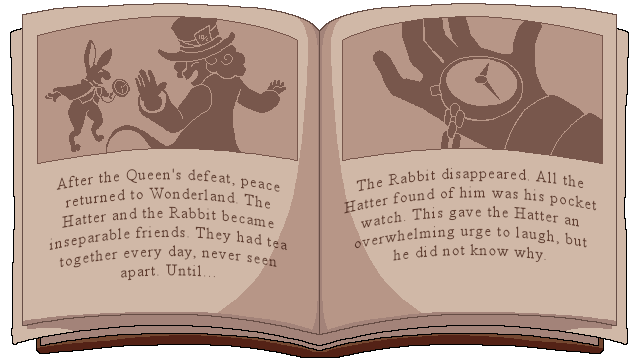 After the Queen's defeat, peace
returned to Wonderland. The
Hatter and the Rabbit became
inseparable friends. They had tea
together every day, never seen
apart. Until...
The Rabbit disappeared. All the
Hatter found of him was his pocket
watch. This gave the Hatter an
overwhelming urge to laugh, but
he did not know why.